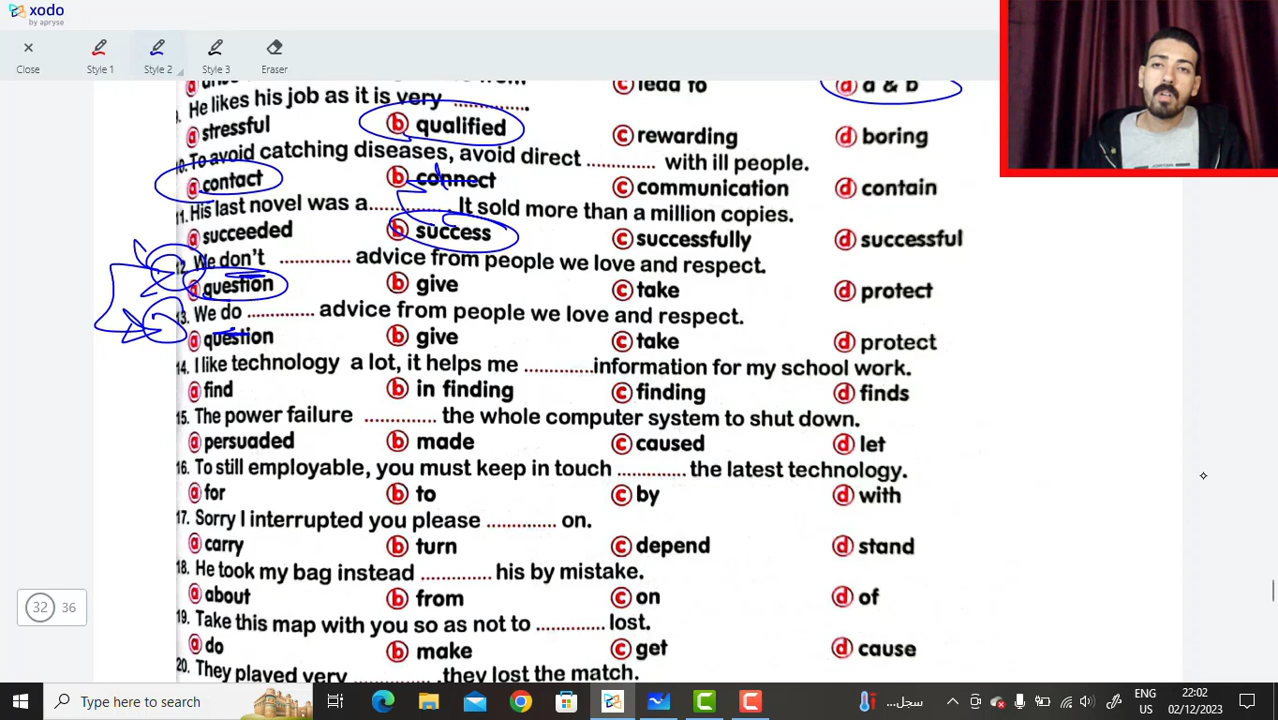 xodo
by apryse
Close
Style 1
Style 2
Style 3
Eraser
c lead to
d a & b
He likes his job as it is very ............
a stressful b qualified c rewarding d boring
10. To avoid catching diseases, avoid direct ............ with ill people.
a contact b connect c communication d contain
11. His last novel was a............ It sold more than a million copies.
a succeeded b success c successfully d successful
12 We don't ............ advice from people we love and respect.
a question b give c take d protect
13. We do ............ advice from people we love and respect.
a question b give c take d protect
14. I like technology a lot, it helps me ............information for my school work.
a find b in finding c finding d finds
15. The power failure ............ the whole computer system to shut down.
a persuaded b made c caused d let
16. To still employable, you must keep in touch ............ the latest technology.
a for b to c by d with
17. Sorry I interrupted you please ............ on.
a carry b turn c depend d stand
18. He took my bag instead ............ his by mistake.
a about b from c on d of
19. Take this map with you so as not to ............ lost.
a do b make c get d cause
20. They played very ............ .they lost the match.
32 36
Type here to search
سجل...
ENG
US
22:02
02/12/2023